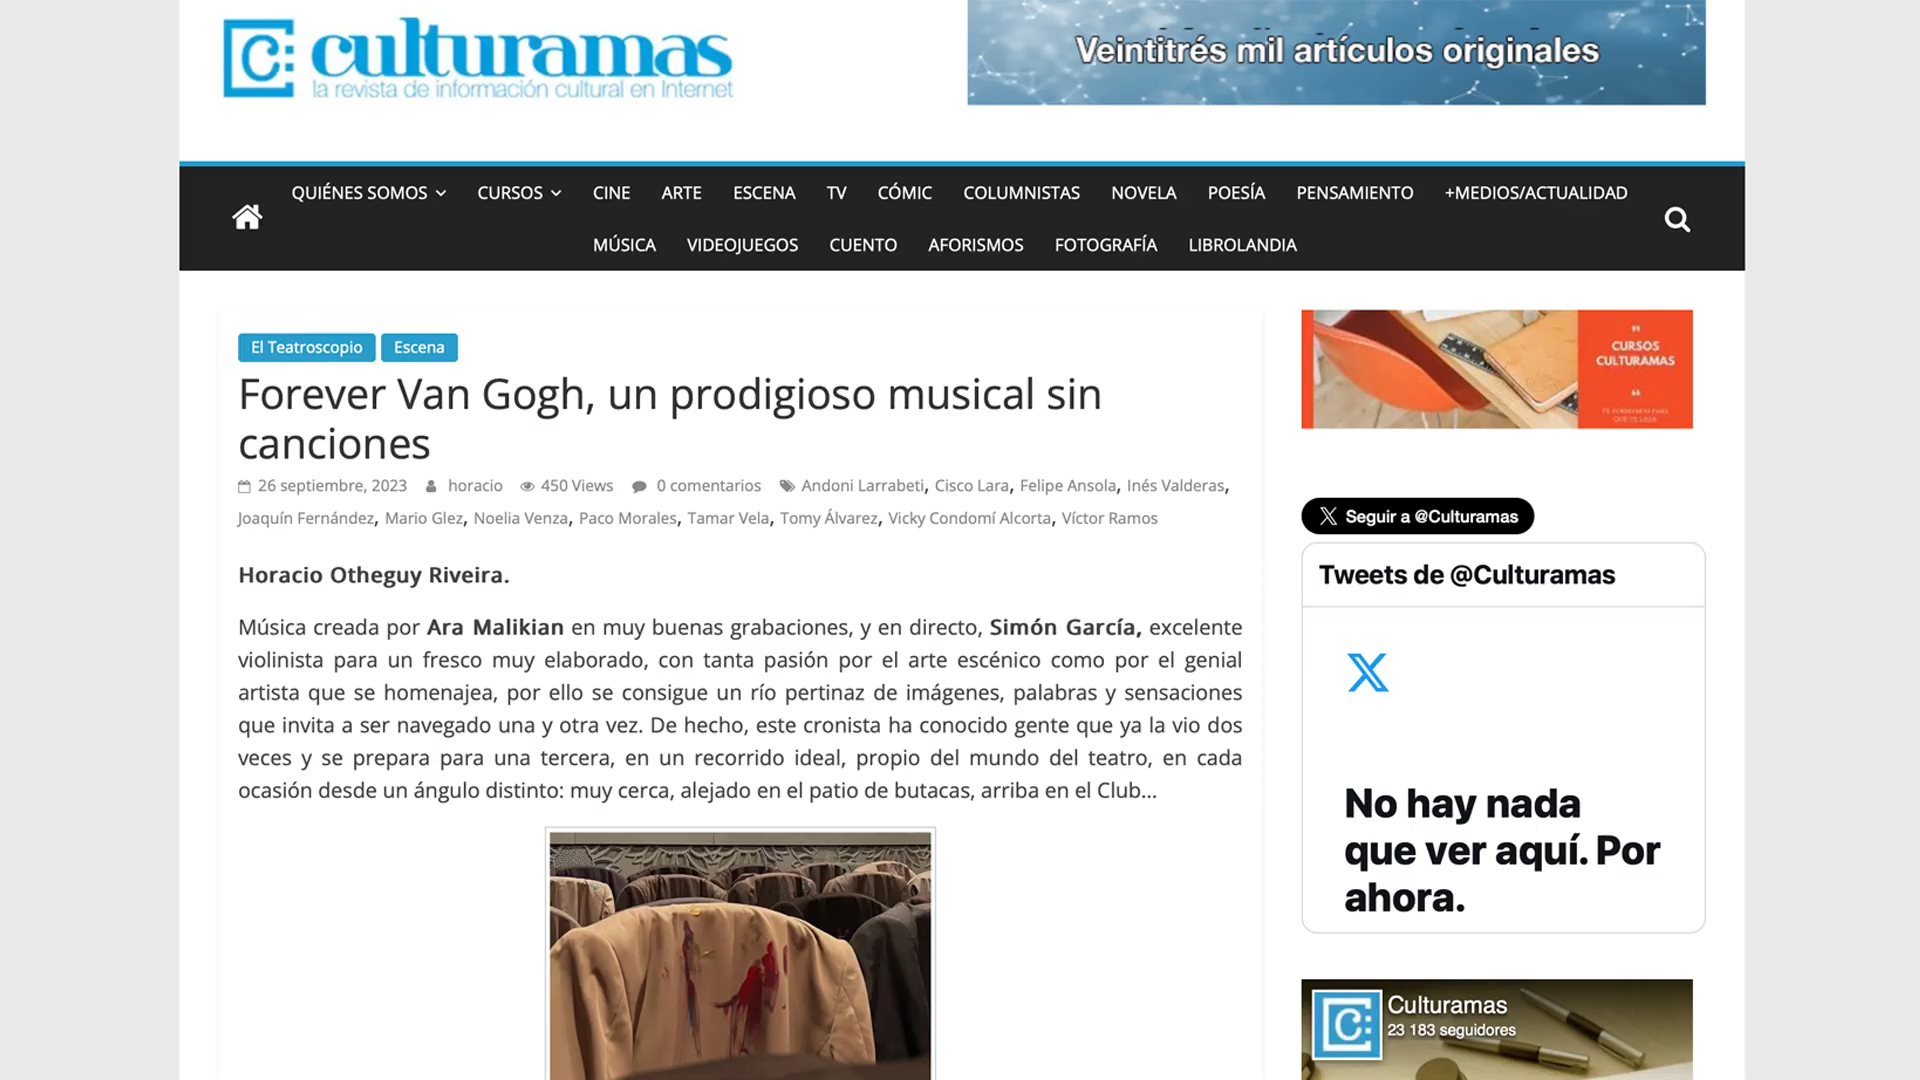 culturamas
la revista de información cultural en Internet
Veintitrés mil artículos originales
QUIÉNES SOMOS CURSOS CINE ARTE ESCENA TV CÓMIC COLUMNISTAS NOVELA POESÍA PENSAMIENTO +MEDIOS/ACTUALIDAD
MÚSICA VIDEOJUEGOS CUENTO AFORISMOS FOTOGRAFÍA LIBROLANDIA
El Teatroscopio Escena
Forever Van Gogh, un prodigioso musical sin
canciones
26 septiembre, 2023 horacio 450 Views 0 comentarios Andoni Larrabeti, Cisco Lara, Felipe Ansola, Inés Valderas,
Joaquín Fernández, Mario Glez, Noelia Venza, Paco Morales, Tamar Vela, Tomy Álvarez, Vicky Condomí Alcorta, Víctor Ramos
Horacio Otheguy Riveira.
Música creada por Ara Malikian en muy buenas grabaciones, y en directo, Simón García, excelente
violinista para un fresco muy elaborado, con tanta pasión por el arte escénico como por el genial
artista que se homenajea, por ello se consigue un río pertinaz de imágenes, palabras y sensaciones
que invita a ser navegado una y otra vez. De hecho, este cronista ha conocido gente que ya la vio dos
veces y se prepara para una tercera, en un recorrido ideal, propio del mundo del teatro, en cada
ocasión desde un ángulo distinto: muy cerca, alejado en el patio de butacas, arriba en el Club...
CURSOS
CULTURAMAS
TE FORMAMOS PARA
QUE TE LEAS
Seguir a @Culturamas
Tweets de @Culturamas
No hay nada
que ver aquí. Por
ahora.
Culturamas
23 183 seguidores